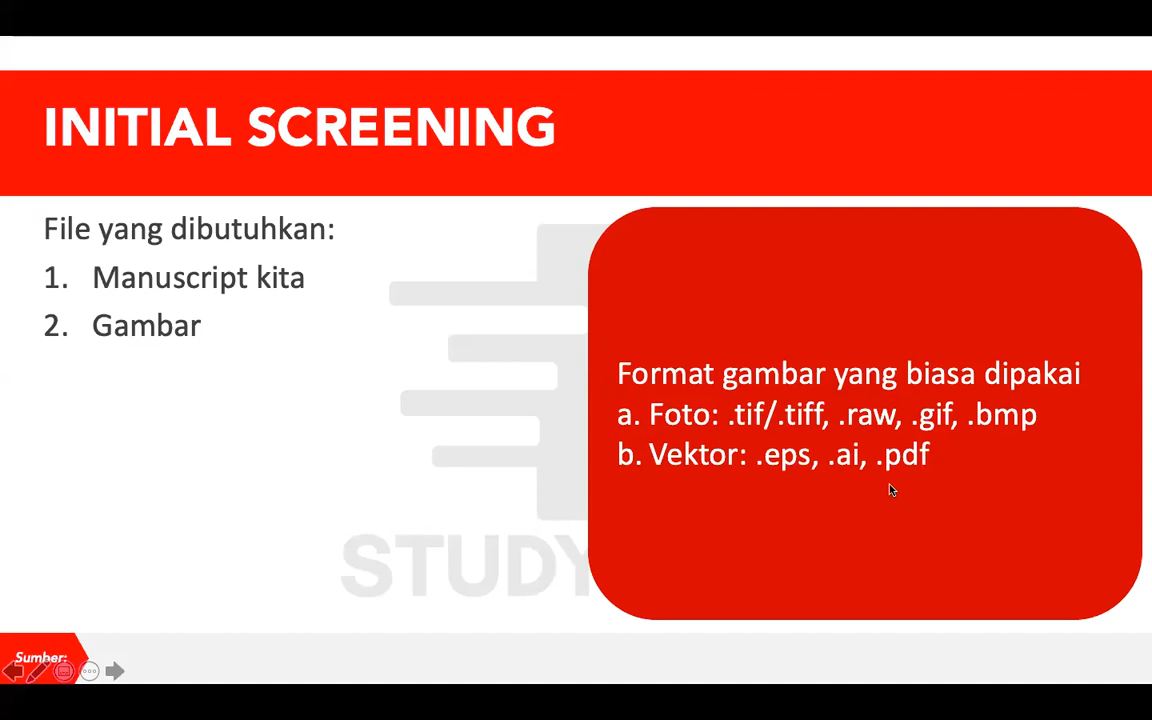 INITIAL SCREENING
File yang dibutuhkan:
1. Manuscript kita
2. Gambar
Format gambar yang biasa dipakai
a. Foto: .tif/.tiff, .raw, .gif, .bmp
b. Vektor: .eps, .ai, .pdf
STUDY
Sumber: